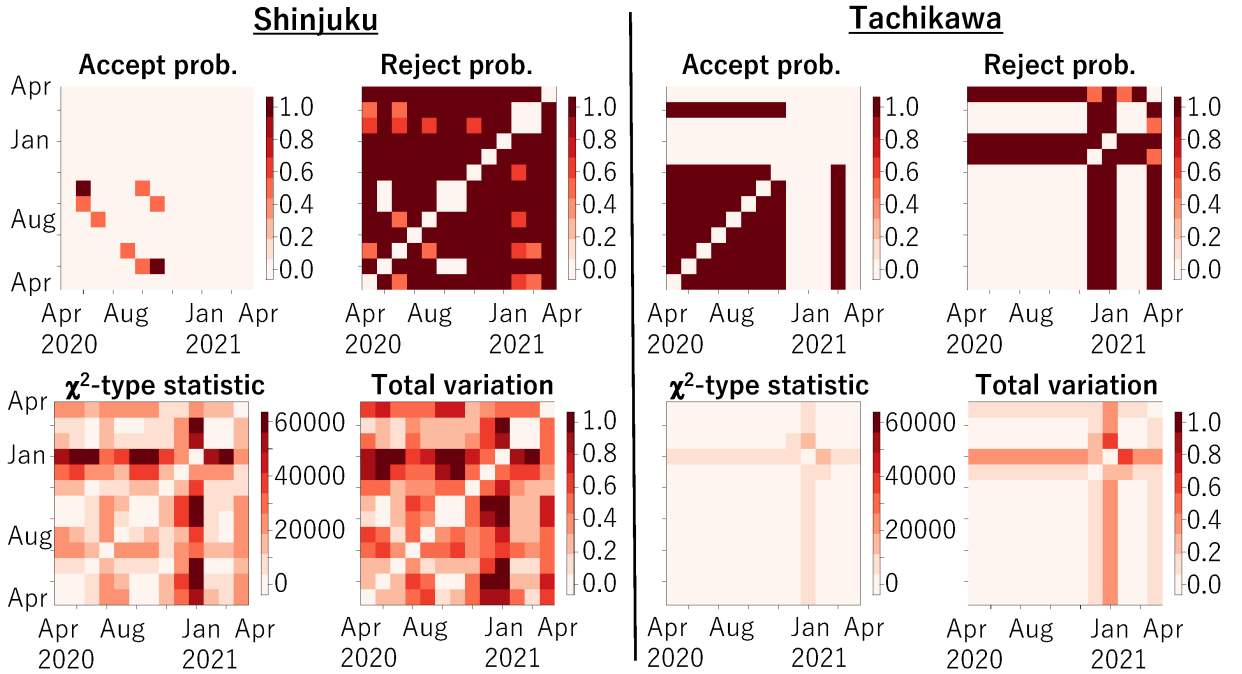 Shinjuku
Tachikawa
Accept prob.
Reject prob.
Accept prob.
Reject prob.
Apr
Jan
Aug
Apr
1.0
0.8
0.6
0.4
0.2
0.0
1.0
0.8
0.6
0.4
0.2
0.0
1.0
0.8
0.6
0.4
0.2
0.0
1.0
0.8
0.6
0.4
0.2
0.0
Apr Aug Jan Apr
2020 2021
Apr Aug Jan Apr
2020 2021
Apr Aug Jan Apr
2020 2021
Apr Aug Jan Apr
2020 2021
χ²-type statistic
Total variation
χ²-type statistic
Total variation
Apr
Jan
Aug
Apr
60000
40000
20000
0
1.0
0.8
0.6
0.4
0.2
0.0
60000
40000
20000
0
1.0
0.8
0.6
0.4
0.2
0.0
Apr Aug Jan Apr
2020 2021
Apr Aug Jan Apr
2020 2021
Apr Aug Jan Apr
2020 2021
Apr Aug Jan Apr
2020 2021